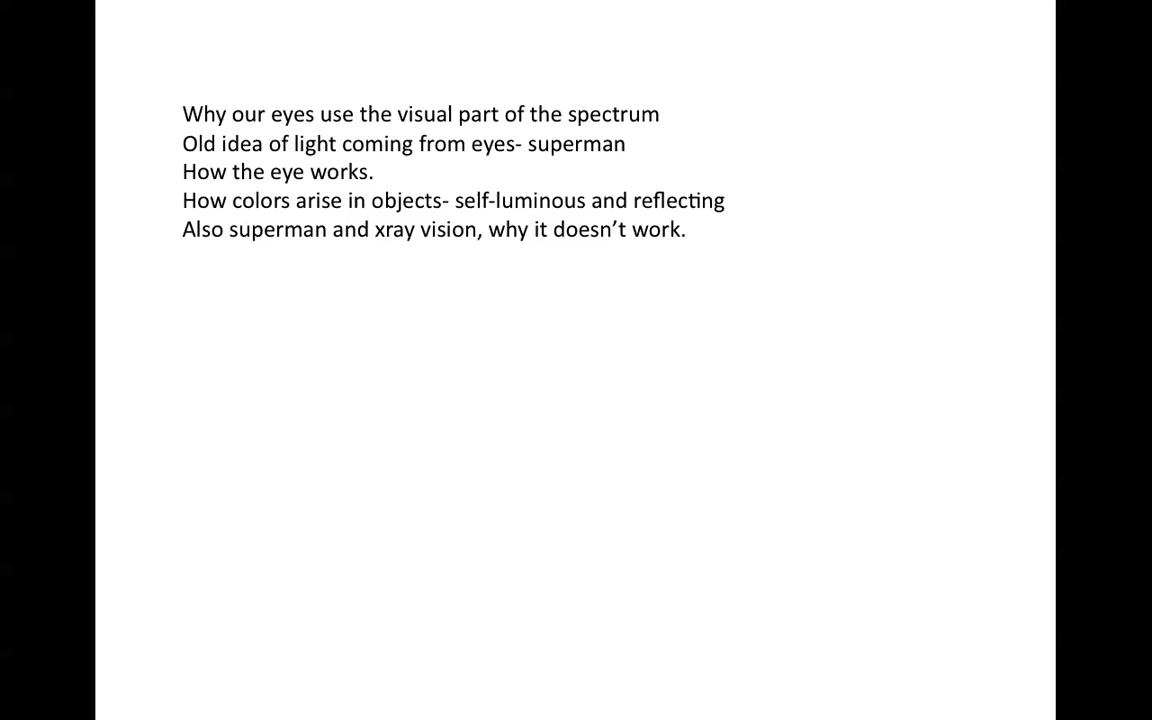 Why our eyes use the visual part of the spectrum
Old idea of light coming from eyes- superman
How the eye works.
How colors arise in objects- self-luminous and reflecting
Also superman and xray vision, why it doesn’t work.